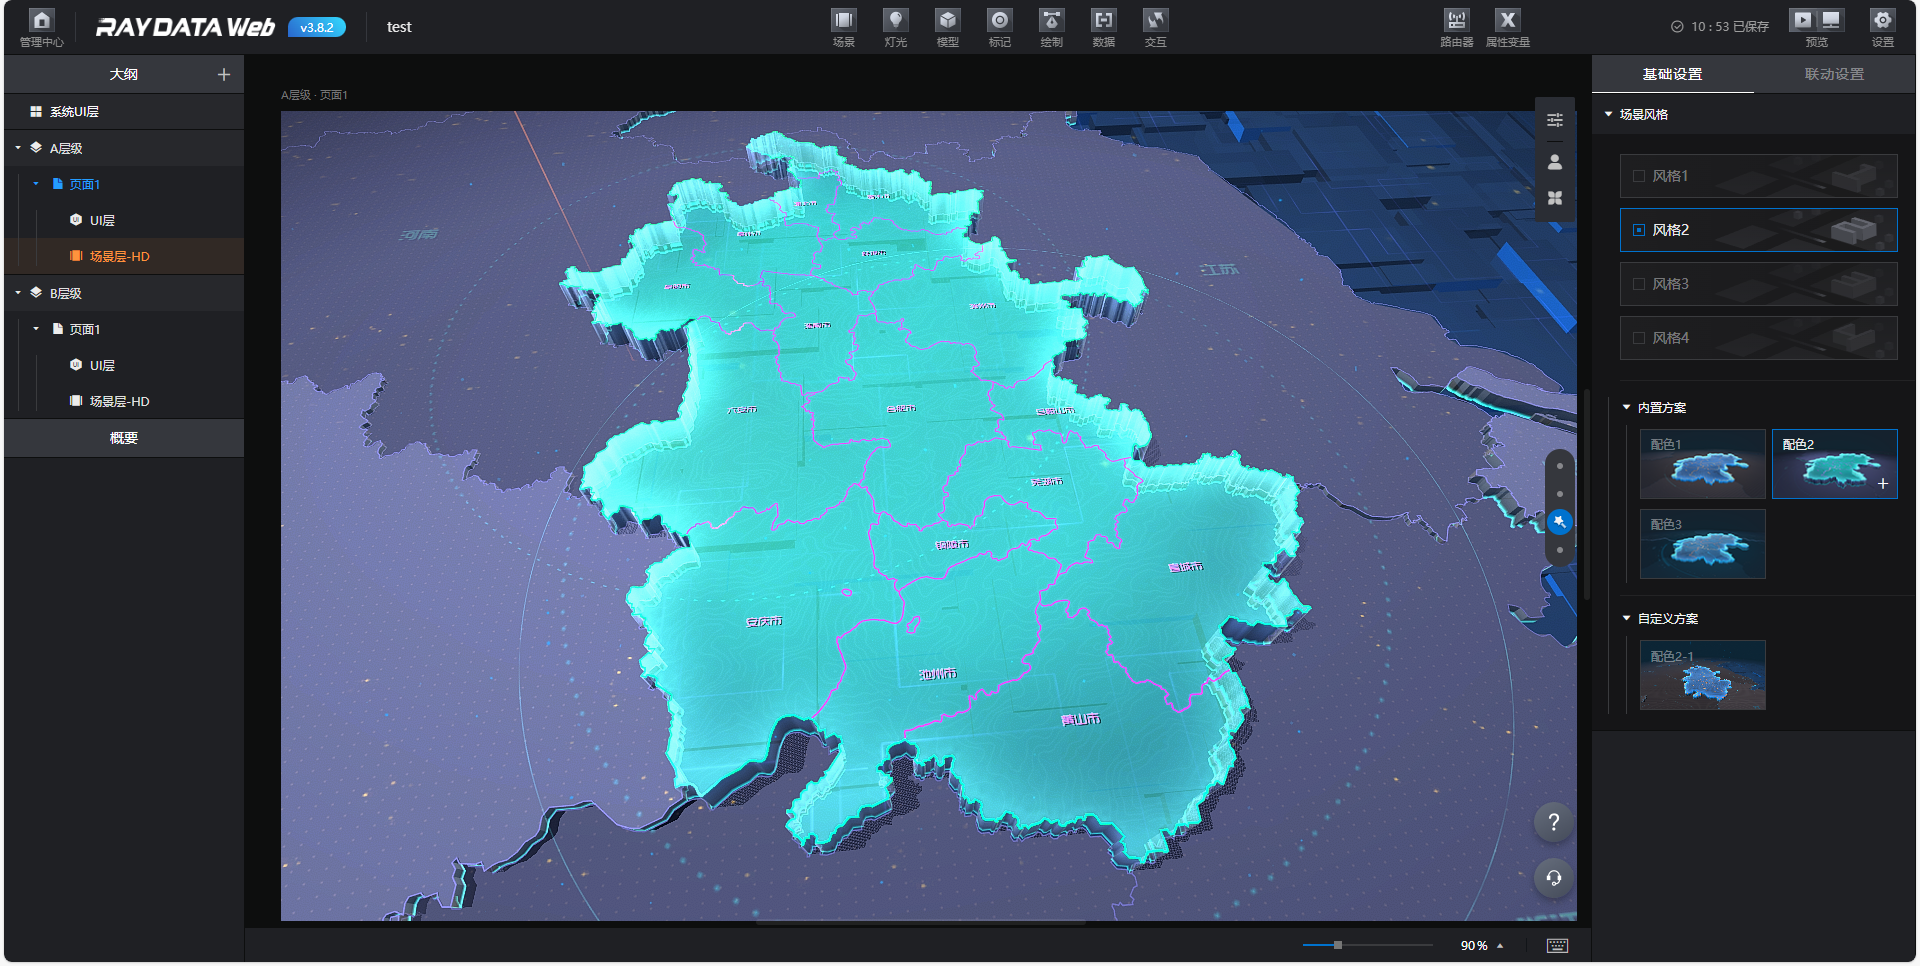 管理中心
RAYDATA Web
v3.8.2
test
场景
灯光
模型
标记
绘制
数据
交互
路由器
属性变量
10 : 53 已保存
预览
设置
大纲
系统UI层
A层级
页面1
UI层
场景层-HD
B层级
页面1
UI层
场景层-HD
概要
A层级 · 页面1
河南
江苏
六安市
合肥市
马鞍山市
芜湖市
铜陵市
宣城市
安庆市
池州市
黄山市
90%
基础设置
联动设置
场景风格
风格1
风格2
风格3
风格4
内置方案
配色1
配色2
配色3
自定义方案
配色2-1